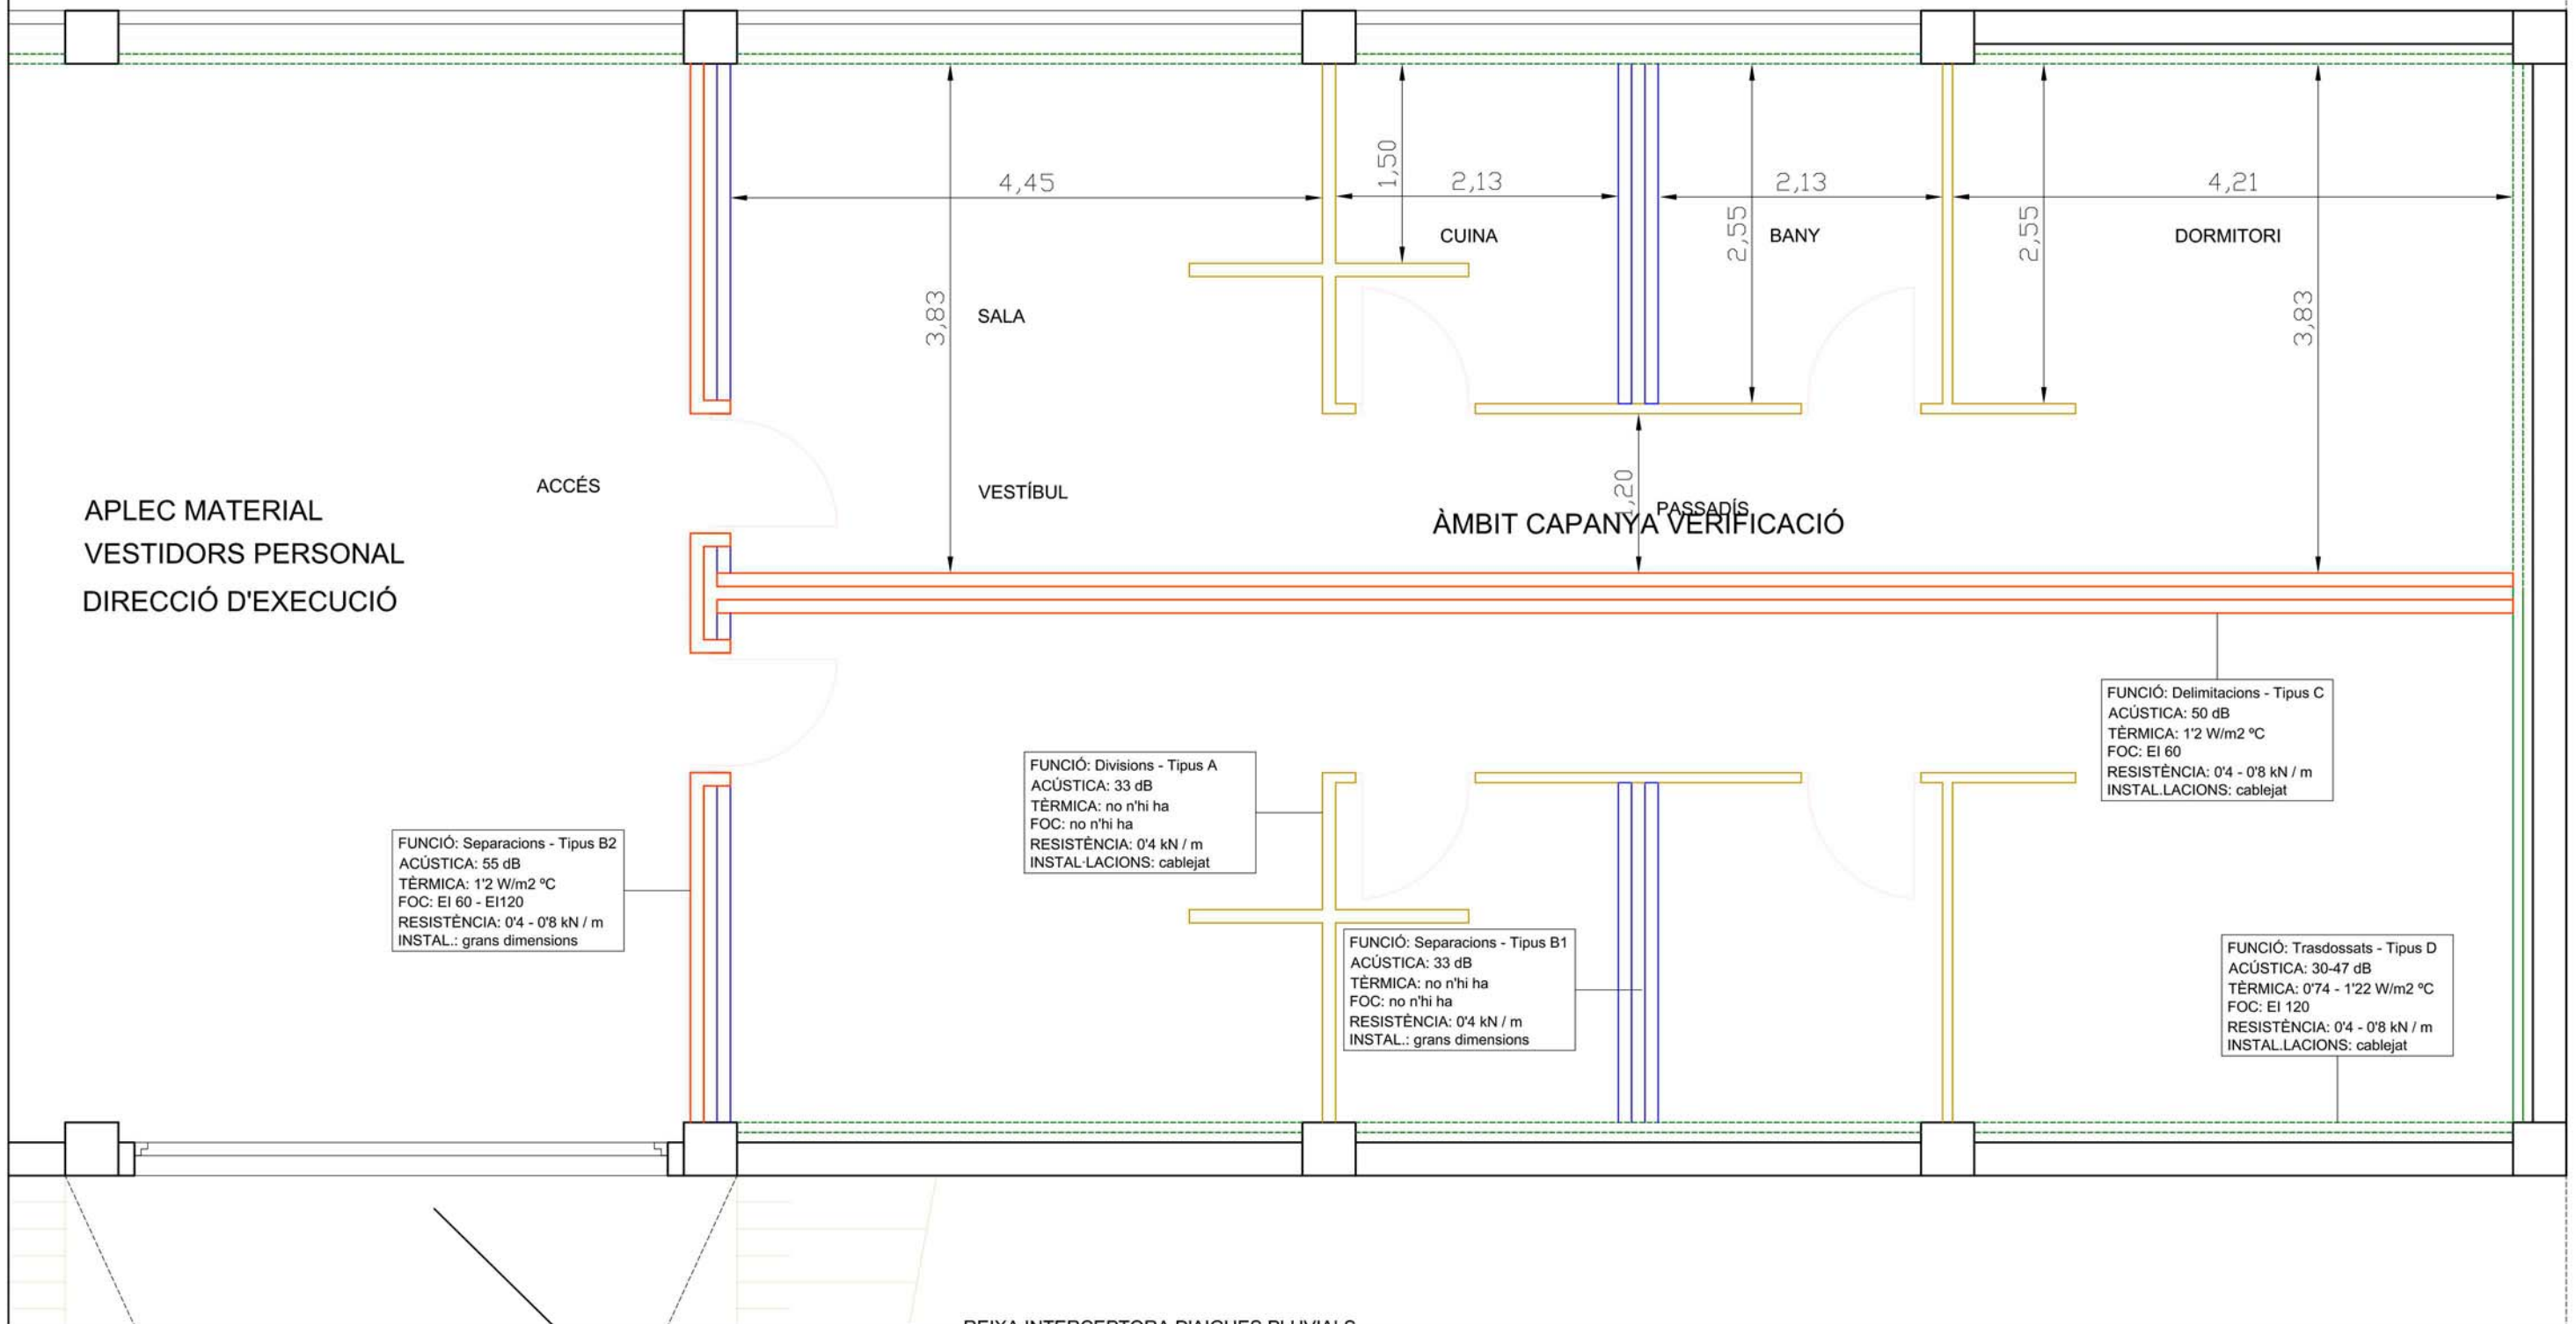 4,45
1,50
2,13
2,13
4,21
CUINA
2,55
BANY
2,55
DORMITORI
3,83
SALA
3,83
ACCÉS
VESTÍBUL
1,20
PASSADÍS
ÀMBIT CAPANYA VERIFICACIÓ
APLEC MATERIAL
VESTIDORS PERSONAL
DIRECCIÓ D'EXECUCIÓ
FUNCIÓ: Delimitacions - Tipus C
ACÚSTICA: 50 dB
TÈRMICA: 1'2 W/m2 ºC
FOC: EI 60
RESISTÈNCIA: 0'4 - 0'8 kN / m
INSTAL.LACIONS: cablejat
FUNCIÓ: Divisions - Tipus A
ACÚSTICA: 33 dB
TÈRMICA: no n'hi ha
FOC: no n'hi ha
RESISTÈNCIA: 0'4 kN / m
INSTAL·LACIONS: cablejat
FUNCIÓ: Separacions - Tipus B2
ACÚSTICA: 55 dB
TÈRMICA: 1'2 W/m2 ºC
FOC: EI 60 - EI120
RESISTÈNCIA: 0'4 - 0'8 kN / m
INSTAL.: grans dimensions
FUNCIÓ: Separacions - Tipus B1
ACÚSTICA: 33 dB
TÈRMICA: no n'hi ha
FOC: no n'hi ha
RESISTÈNCIA: 0'4 kN / m
INSTAL.: grans dimensions
FUNCIÓ: Trasdossats - Tipus D
ACÚSTICA: 30-47 dB
TÈRMICA: 0'74 - 1'22 W/m2 ºC
FOC: EI 120
RESISTÈNCIA: 0'4 - 0'8 kN / m
INSTAL.LACIONS: cablejat
REIXA INTERCEPTORA D'AIGUES PLUVIALS